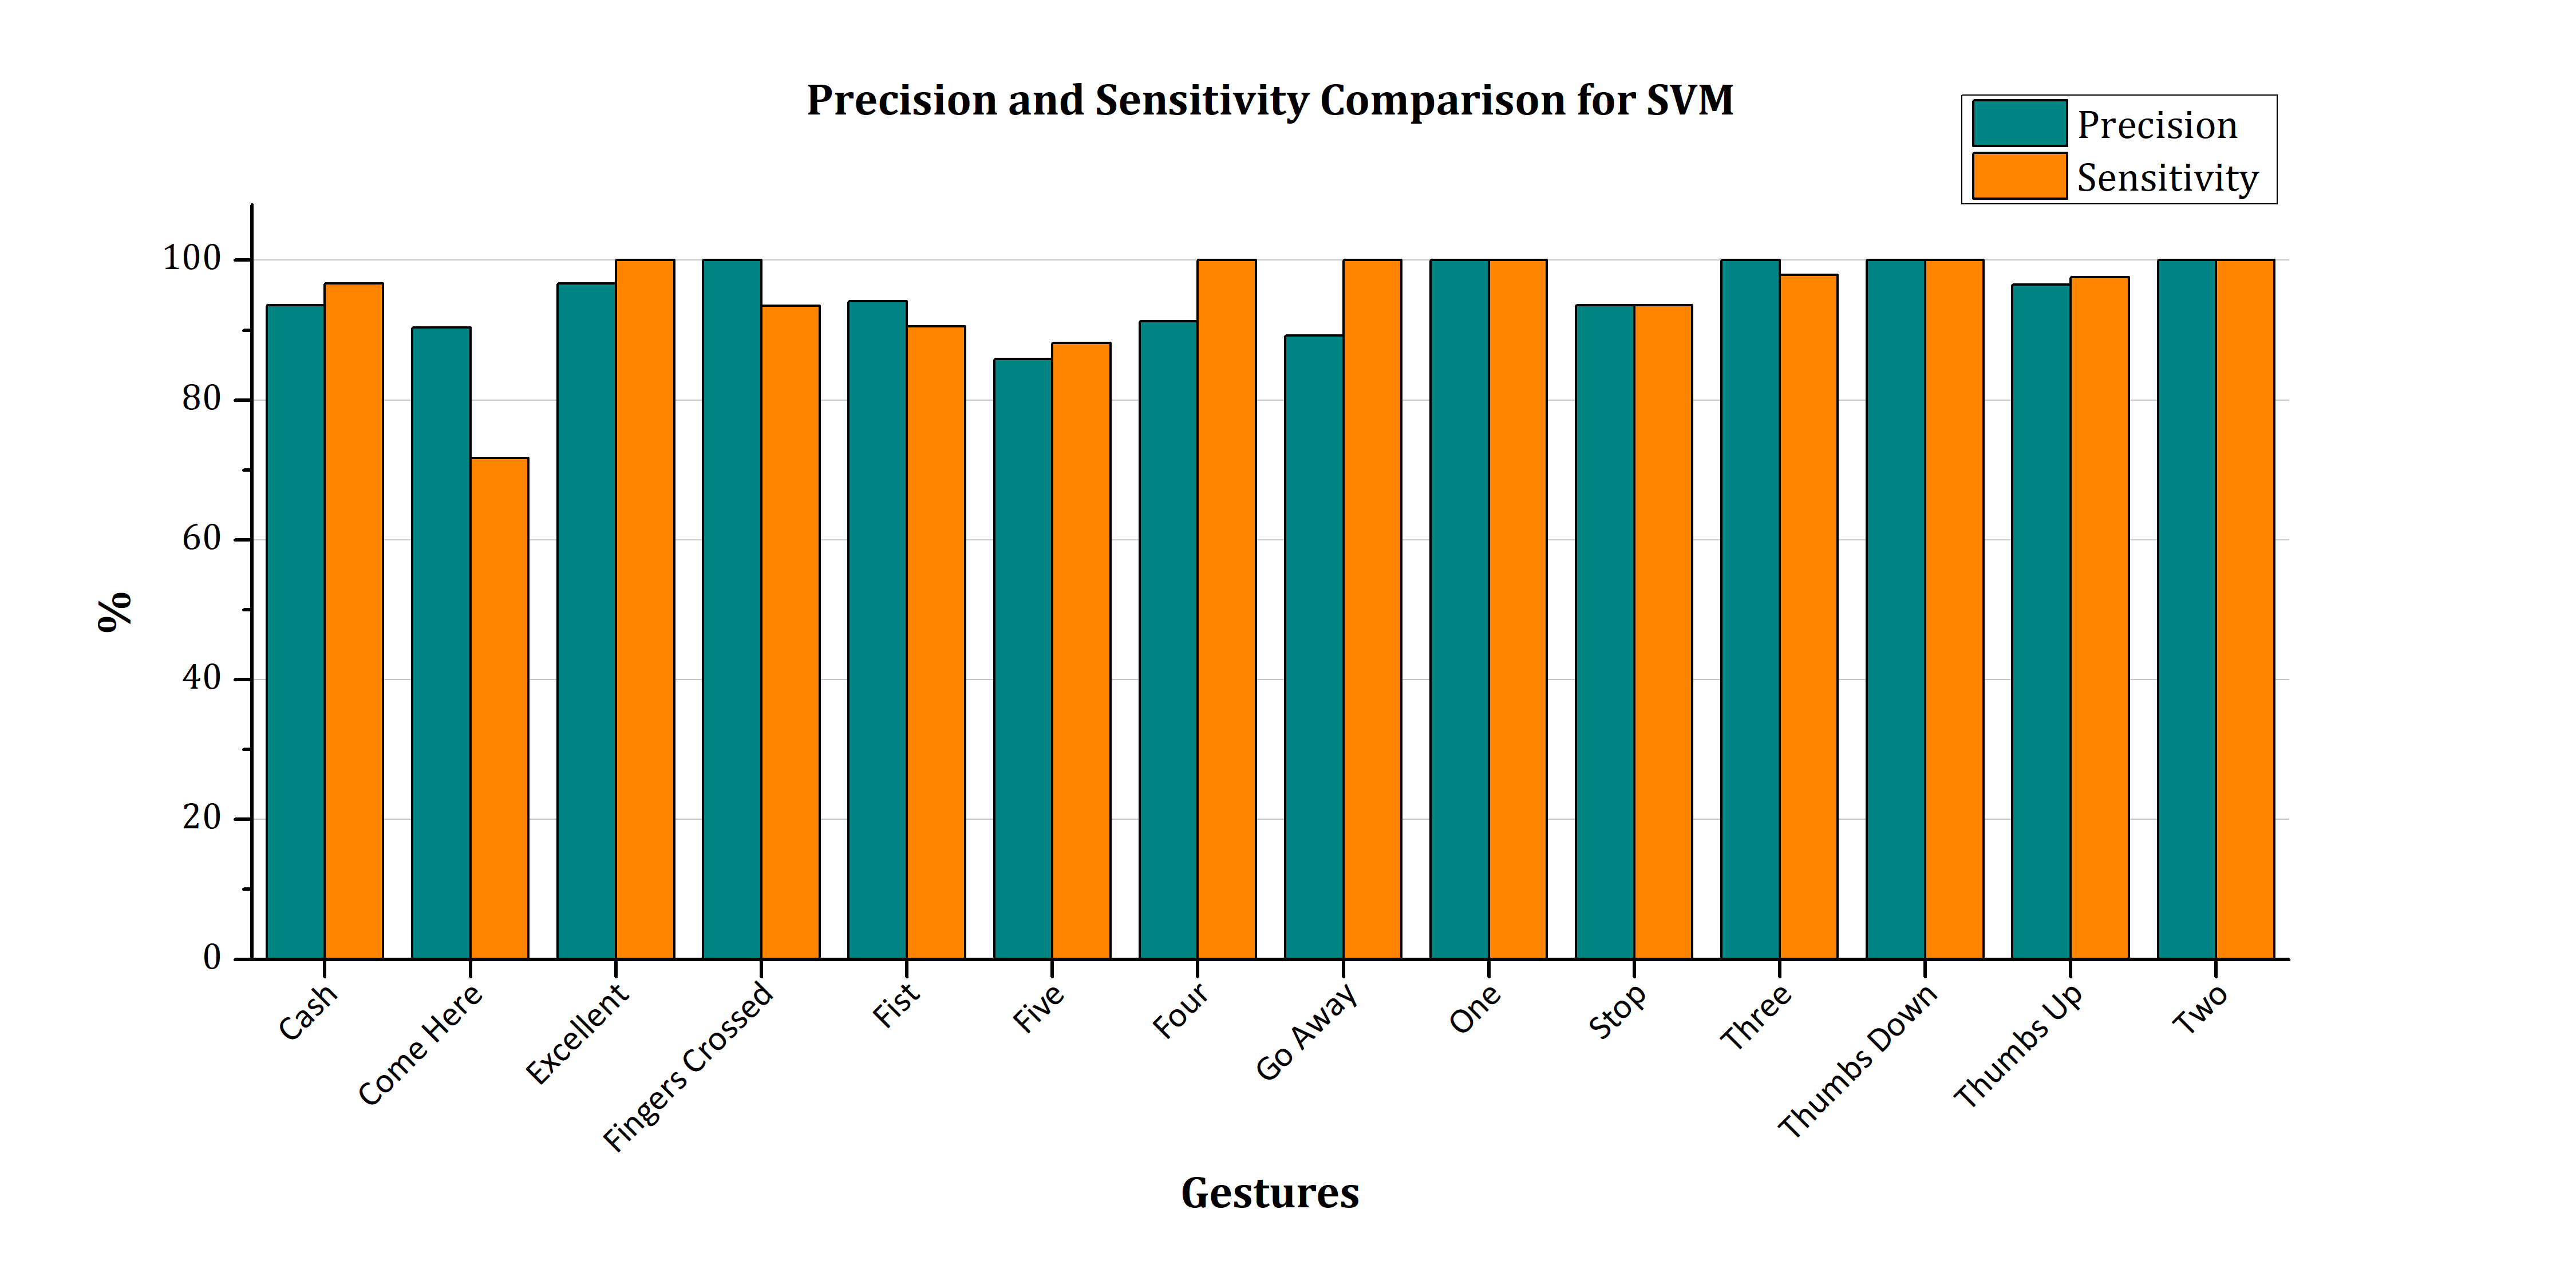 Precision and Sensitivity Comparison for SVM
Precision
Sensitivity
100
80
60
40
20
0
%
Cash
Come Here
Excellent
Fingers Crossed
Fist
Five
Four
Go Away
One
Stop
Three
Thumbs Down
Thumbs Up
Two
Gestures